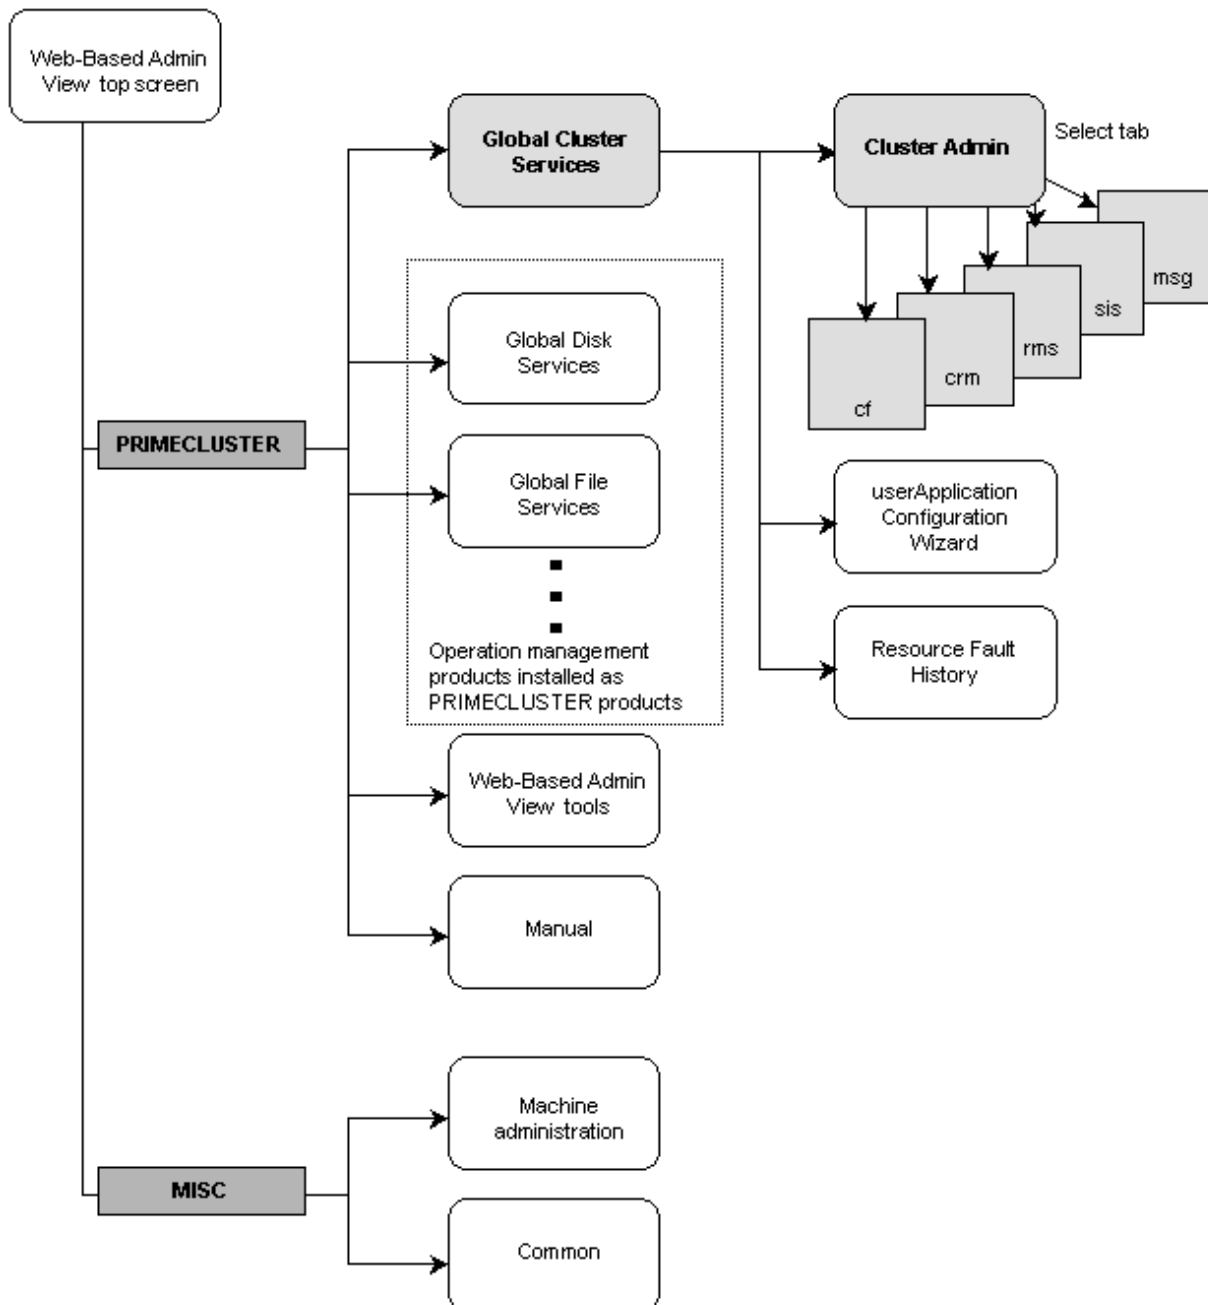 Web-Based Admin
View top screen
Global Cluster
Services
Cluster Admin
Select tab
msg
sis
rms
crm
cf
Global Disk
Services
PRIMECLUSTER
Global File
Services
userApplication
Configuration
Wizard
Operation management
products installed as
PRIMECLUSTER products
Resource Fault
History
Web-Based Admin
View tools
Manual
Machine
administration
MISC
Common